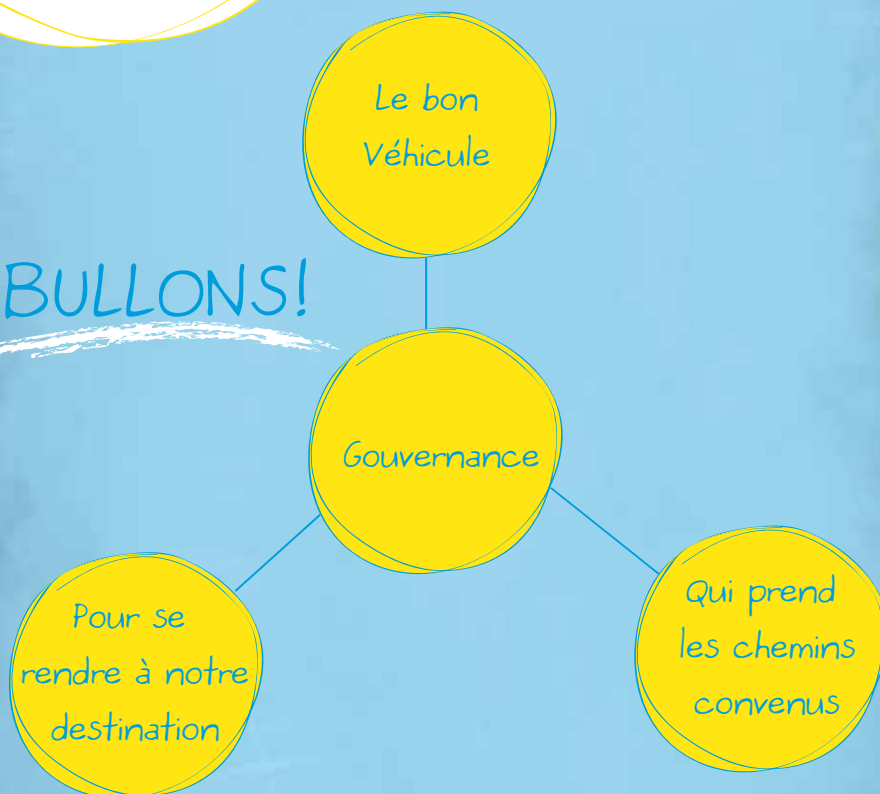 Le bon
Véhicule
BULLONS!
Gouvernance
Pour se
rendre à notre
destination
Qui prend
les chemins
convenus